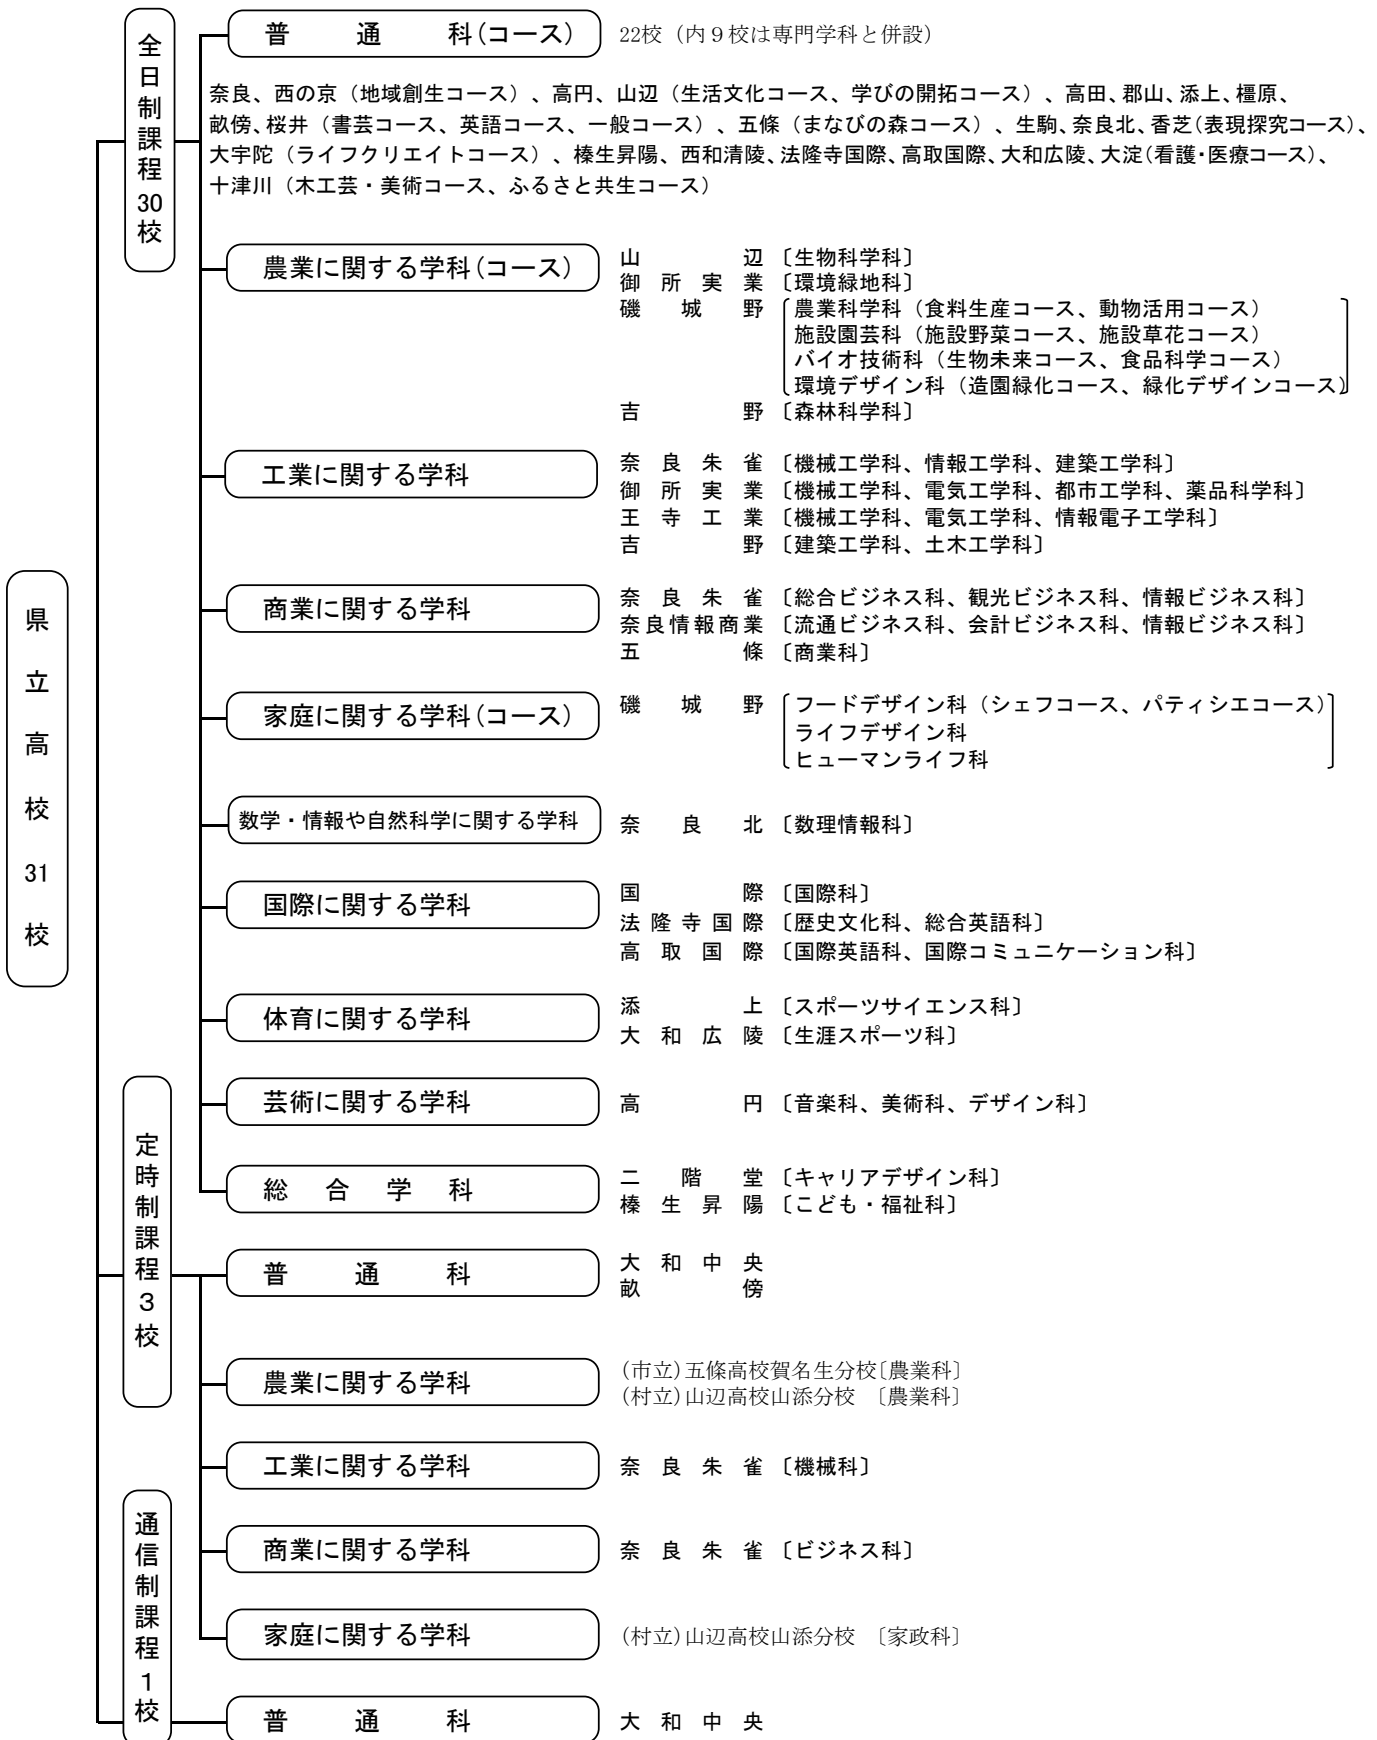 県立高校31校
全日制課程30校
普通科(コース) 22校（内９校は専門学科と併設）
奈良、西の京（地域創生コース）、高円、山辺（生活文化コース、学びの開拓コース）、高田、郡山、添上、橿原、
畝傍、桜井（書芸コース、英語コース、一般コース）、五條（まなびの森コース）、生駒、奈良北、香芝(表現探究コース)、
大宇陀（ライフクリエイトコース）、榛生昇陽、西和清陵、法隆寺国際、高取国際、大和広陵、大淀(看護・医療コース)、
十津川（木工芸・美術コース、ふるさと共生コース）
農業に関する学科(コース)
山辺〔生物科学科〕
御所実業〔環境緑地科〕
磯城野〔農業科学科（食料生産コース、動物活用コース）
施設園芸科（施設野菜コース、施設草花コース）
バイオ技術科（生物未来コース、食品科学コース）
環境デザイン科（造園緑化コース、緑化デザインコース）〕
吉野〔森林科学科〕
工業に関する学科
奈良朱雀〔機械工学科、情報工学科、建築工学科〕
御所実業〔機械工学科、電気工学科、都市工学科、薬品科学科〕
王寺工業〔機械工学科、電気工学科、情報電子工学科〕
吉野〔建築工学科、土木工学科〕
商業に関する学科
奈良朱雀〔総合ビジネス科、観光ビジネス科、情報ビジネス科〕
奈良情報商業〔流通ビジネス科、会計ビジネス科、情報ビジネス科〕
五條〔商業科〕
家庭に関する学科(コース)
磯城野〔フードデザイン科（シェフコース、パティシエコース）
ライフデザイン科
ヒューマンライフ科〕
数学・情報や自然科学に関する学科
奈良北〔数理情報科〕
国際に関する学科
国際〔国際科〕
法隆寺国際〔歴史文化科、総合英語科〕
高取国際〔国際英語科、国際コミュニケーション科〕
体育に関する学科
添上〔スポーツサイエンス科〕
大和広陵〔生涯スポーツ科〕
芸術に関する学科
高円〔音楽科、美術科、デザイン科〕
総合学科
二階堂〔キャリアデザイン科〕
榛生昇陽〔こども・福祉科〕
定時制課程３校
普通科
大和中央
畝傍
農業に関する学科
(市立)五條高校賀名生分校〔農業科〕
(村立)山辺高校山添分校 〔農業科〕
工業に関する学科
奈良朱雀〔機械科〕
商業に関する学科
奈良朱雀〔ビジネス科〕
家庭に関する学科
(村立)山辺高校山添分校 〔家政科〕
通信制課程１校
普通科
大和中央